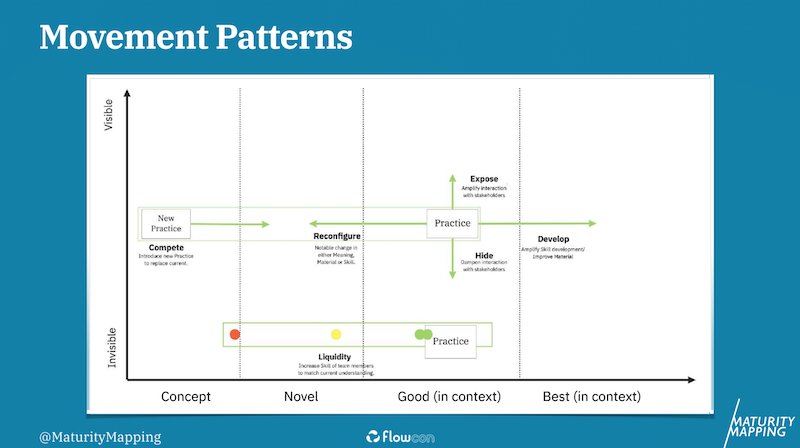 Movement Patterns
Visible
Expose
Amplify interaction
with stakeholders
New
Practice
Practice
Compete
Introduce new Practice
to replace current.
Reconfigure
Notable change in
either Meaning,
Material or Skill.
Hide
Dampen interaction
with stakeholders
Develop
Amplify Skill development/
Improve Material
Invisible
Practice
Liquidity
Increase Skill of team members
to match current understanding.
Concept
Novel
Good (in context)
Best (in context)
@MaturityMapping
Flowcon
MATURITY
MAPPING